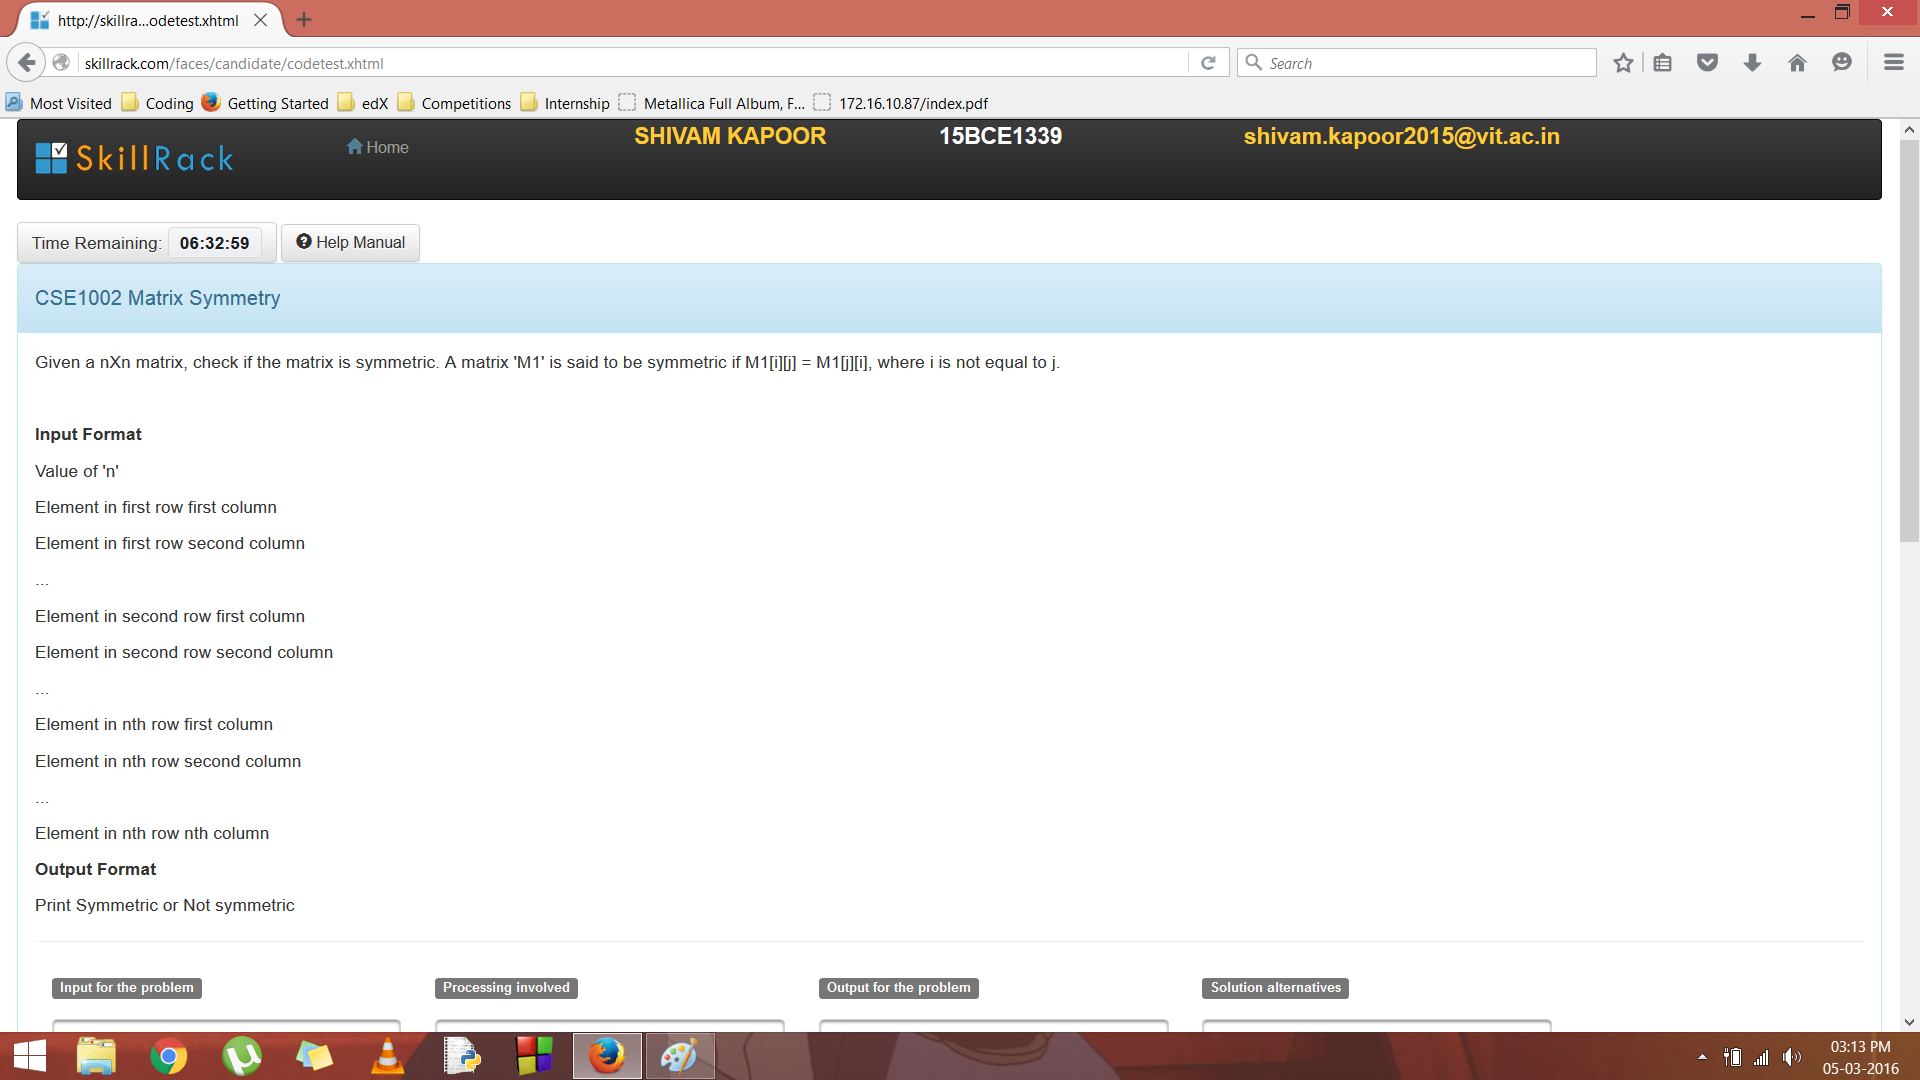 http://skillra...odetest.xhtml
skillrack.com/faces/candidate/codetest.xhtml
Search
Most Visited Coding Getting Started edX Competitions Internship Metallica Full Album, F... 172.16.10.87/index.pdf
SkillRack Home SHIVAM KAPOOR 15BCE1339 shivam.kapoor2015@vit.ac.in
Time Remaining: 06:32:59 Help Manual
CSE1002 Matrix Symmetry
Given a nXn matrix, check if the matrix is symmetric. A matrix 'M1' is said to be symmetric if M1[i][j] = M1[j][i], where i is not equal to j.
Input Format
Value of 'n'
Element in first row first column
Element in first row second column
...
Element in second row first column
Element in second row second column
...
Element in nth row first column
Element in nth row second column
...
Element in nth row nth column
Output Format
Print Symmetric or Not symmetric
Input for the problem Processing involved Output for the problem Solution alternatives
03:13 PM
05-03-2016